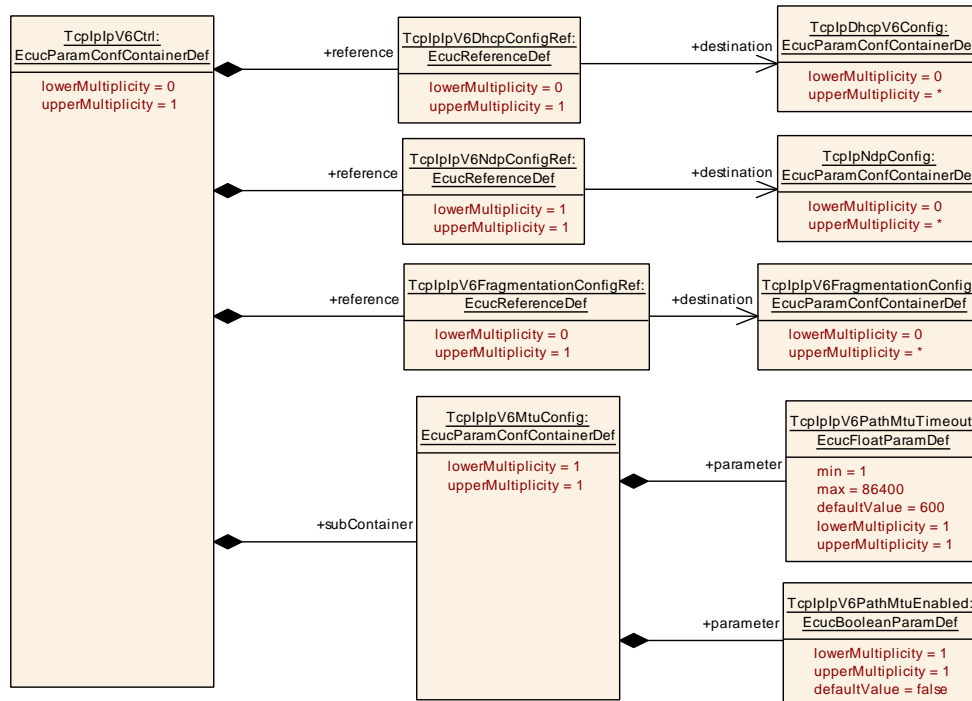 TcpIpIpV6Ctrl:
EcucParamConfContainerDef
lowerMultiplicity = 0
upperMultiplicity = 1
+reference
TcpIpIpV6DhcpConfigRef:
EcucReferenceDef
lowerMultiplicity = 0
upperMultiplicity = 1
+destination
TcpIpDhcpV6Config:
EcucParamConfContainerDef
lowerMultiplicity = 0
upperMultiplicity = *
+reference
TcpIpIpV6NdpConfigRef:
EcucReferenceDef
lowerMultiplicity = 1
upperMultiplicity = 1
+destination
TcpIpNdpConfig:
EcucParamConfContainerDef
lowerMultiplicity = 0
upperMultiplicity = *
+reference
TcpIpIpV6FragmentationConfigRef:
EcucReferenceDef
lowerMultiplicity = 0
upperMultiplicity = 1
+destination
TcpIpIpV6FragmentationConfig
EcucParamConfContainerDef
lowerMultiplicity = 0
upperMultiplicity = *
+subContainer
TcpIpIpV6MtuConfig:
EcucParamConfContainerDef
lowerMultiplicity = 1
upperMultiplicity = 1
+parameter
TcpIpIpV6PathMtuTimeout
EcucFloatParamDef
min = 1
max = 86400
defaultValue = 600
lowerMultiplicity = 1
upperMultiplicity = 1
+parameter
TcpIpIpV6PathMtuEnabled:
EcucBooleanParamDef
lowerMultiplicity = 1
upperMultiplicity = 1
defaultValue = false